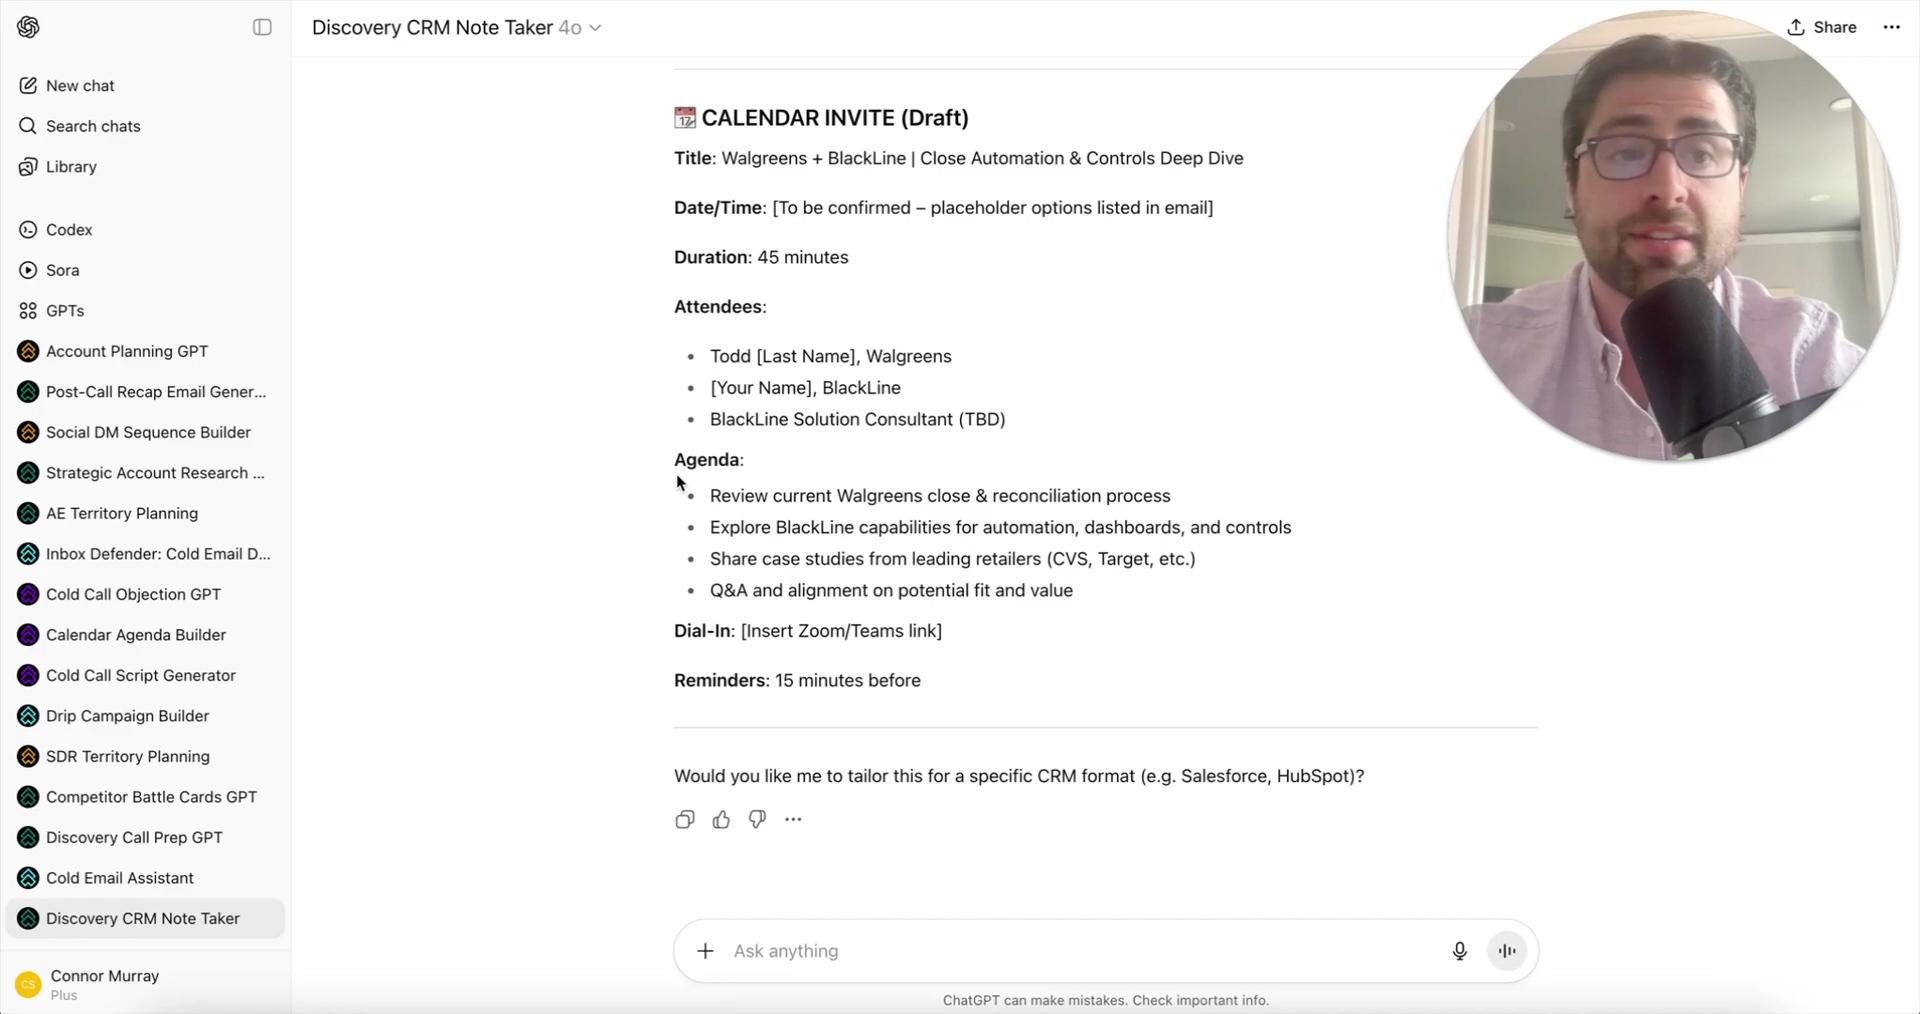 Discovery CRM Note Taker 4o
Share
New chat
Search chats
Library
Codex
Sora
GPTs
Account Planning GPT
Post-Call Recap Email Gener...
Social DM Sequence Builder
Strategic Account Research ...
AE Territory Planning
Inbox Defender: Cold Email D...
Cold Call Objection GPT
Calendar Agenda Builder
Cold Call Script Generator
Drip Campaign Builder
SDR Territory Planning
Competitor Battle Cards GPT
Discovery Call Prep GPT
Cold Email Assistant
Discovery CRM Note Taker
CS
Connor Murray
Plus
17 CALENDAR INVITE (Draft)
Title: Walgreens + BlackLine | Close Automation & Controls Deep Dive
Date/Time: [To be confirmed – placeholder options listed in email]
Duration: 45 minutes
Attendees:
• Todd [Last Name], Walgreens
• [Your Name], BlackLine
• BlackLine Solution Consultant (TBD)
Agenda:
• Review current Walgreens close & reconciliation process
• Explore BlackLine capabilities for automation, dashboards, and controls
• Share case studies from leading retailers (CVS, Target, etc.)
• Q&A and alignment on potential fit and value
Dial-In: [Insert Zoom/Teams link]
Reminders: 15 minutes before
Would you like me to tailor this for a specific CRM format (e.g. Salesforce, HubSpot)?
Ask anything
ChatGPT can make mistakes. Check important info.